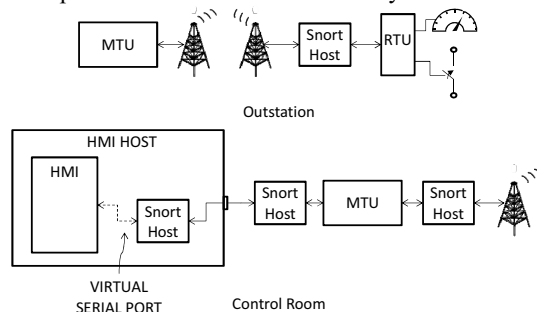 MTU
Snort
Host
RTU
Outstation
HMI HOST
HMI
Snort
Host
Snort
Host
MTU
Snort
Host
VIRTUAL
SERIAL PORT
Control Room